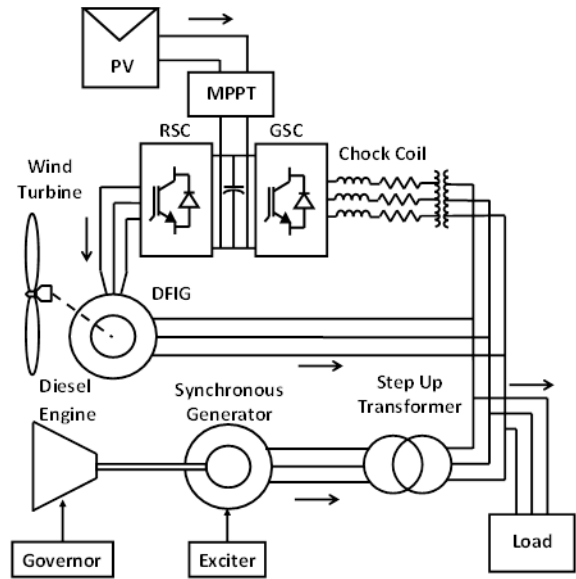 PV
MPPT
RSC
GSC
Chock Coil
Wind
Turbine
DFIG
Diesel
Engine
Synchronous
Generator
Step Up
Transformer
Governor
Exciter
Load